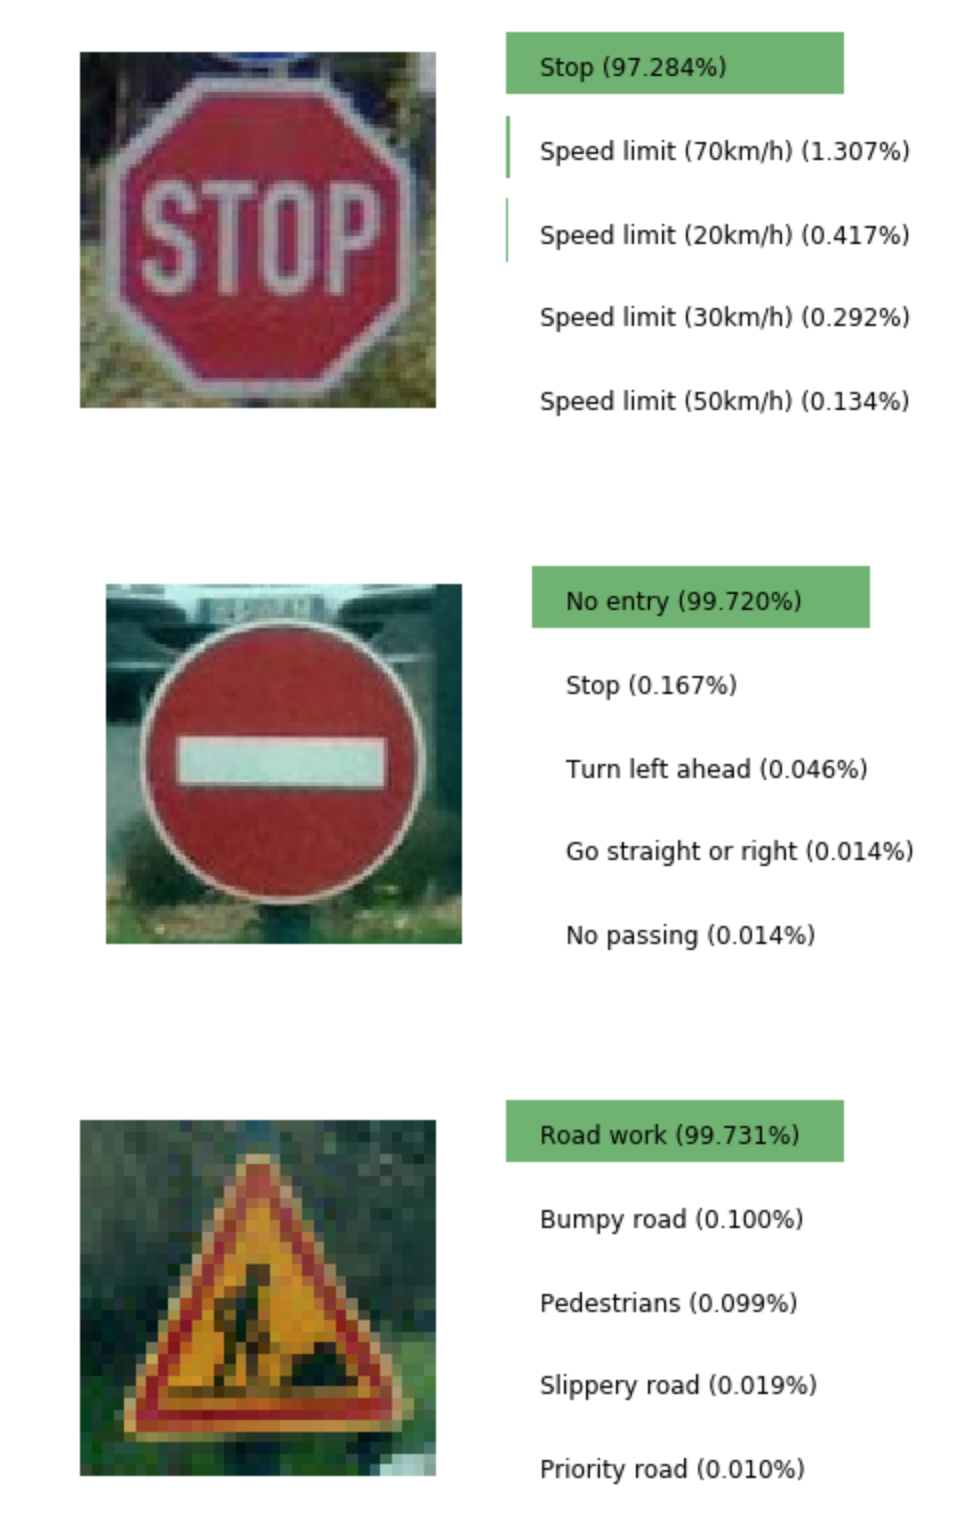 STOP
Stop (97.284%)
Speed limit (70km/h) (1.307%)
Speed limit (20km/h) (0.417%)
Speed limit (30km/h) (0.292%)
Speed limit (50km/h) (0.134%)
No entry (99.720%)
Stop (0.167%)
Turn left ahead (0.046%)
Go straight or right (0.014%)
No passing (0.014%)
Road work (99.731%)
Bumpy road (0.100%)
Pedestrians (0.099%)
Slippery road (0.019%)
Priority road (0.010%)